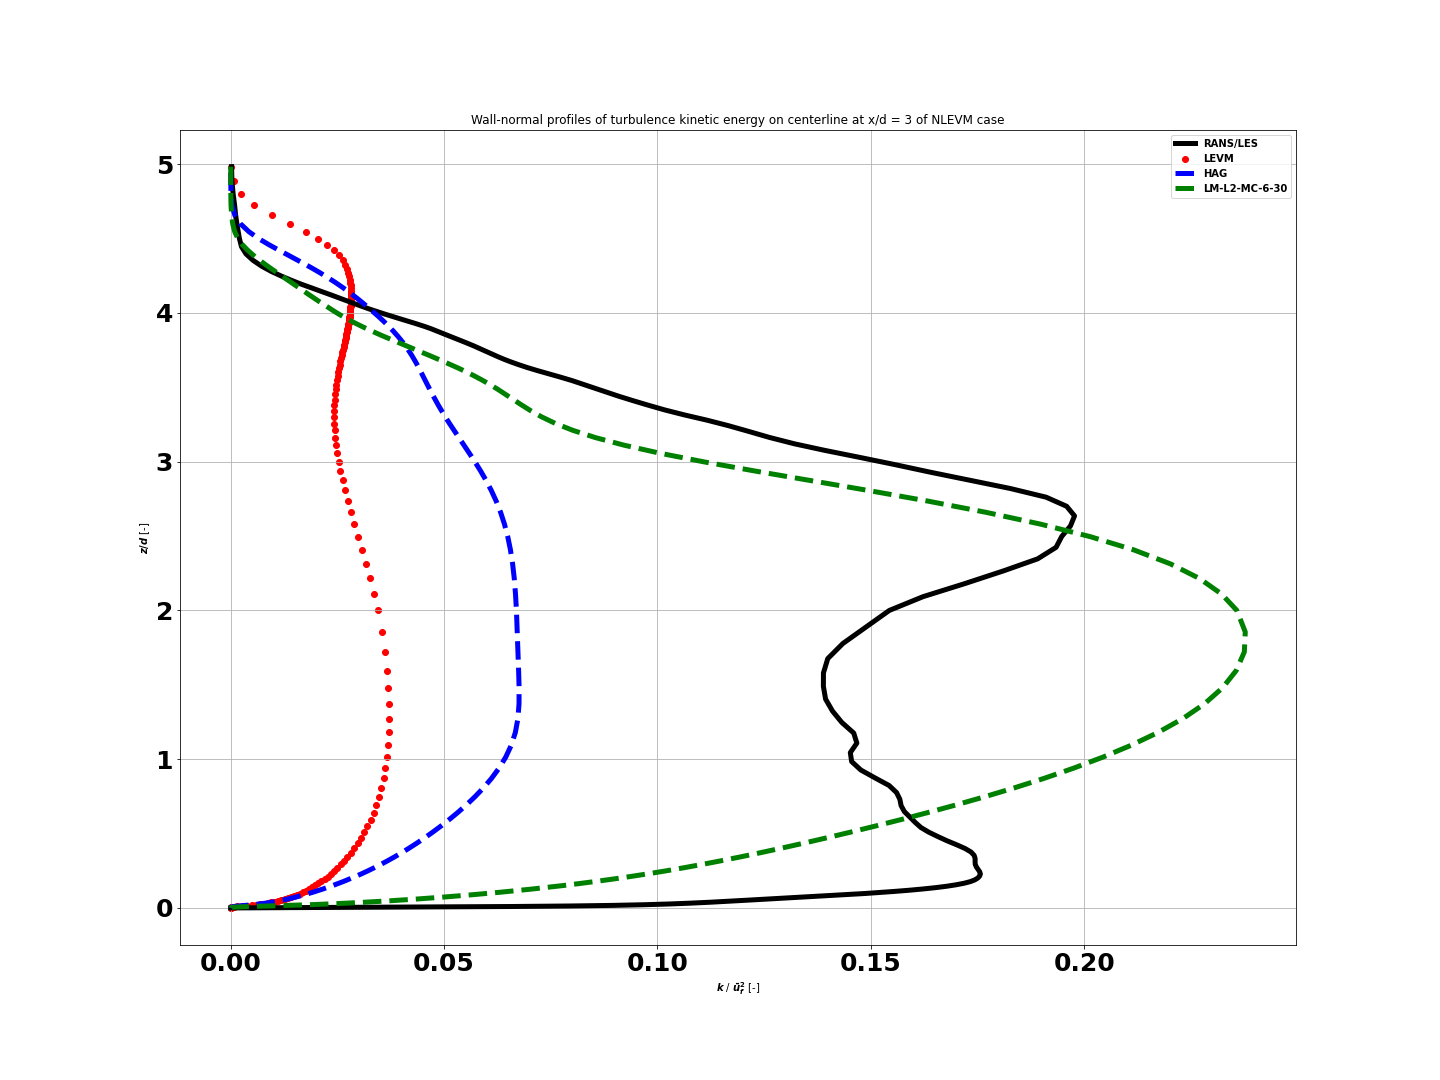 Wall-normal profiles of turbulence kinetic energy on centerline at x/d = 3 of NLEVM case
RANS/LES
LEVM
HAG
LM-L2-MC-6-30
5
4
3
2
1
0
z/d [-]
0.00 0.05 0.10 0.15 0.20
k / ū²ᵣ [-]